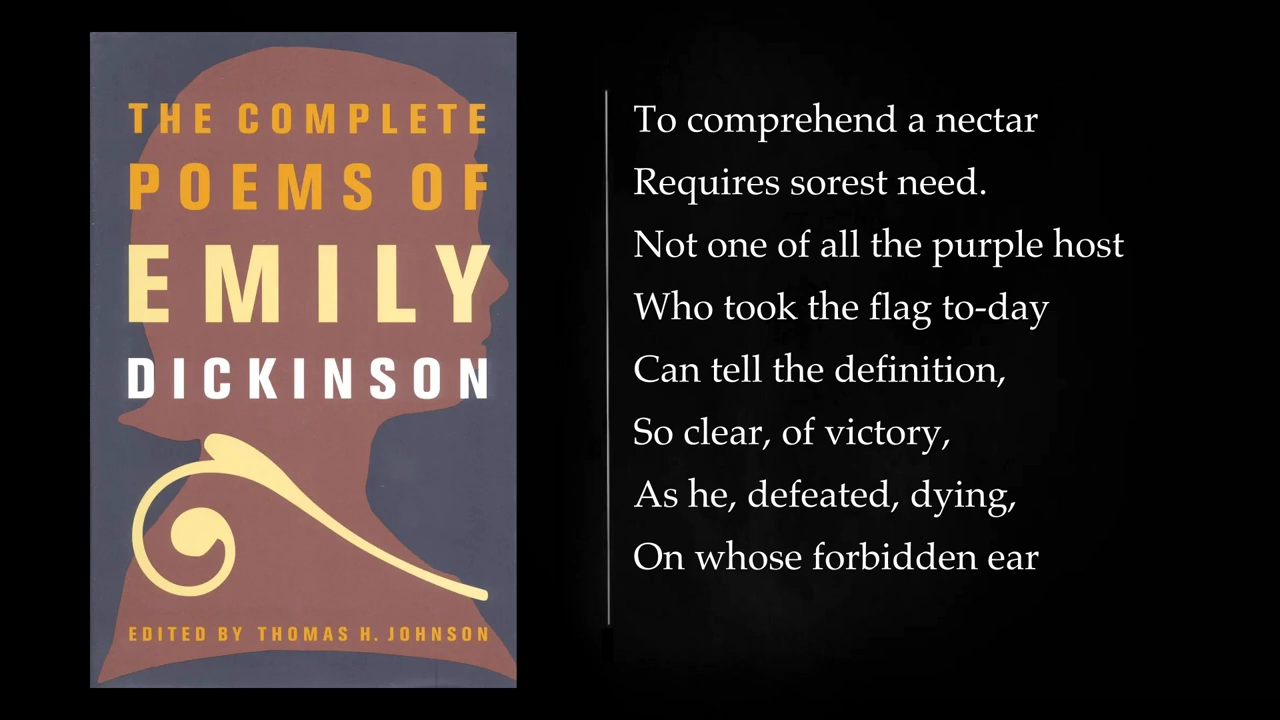 THE COMPLETE
POEMS OF
EMILY
DICKINSON
EDITED BY THOMAS H. JOHNSON
To comprehend a nectar
Requires sorest need.
Not one of all the purple host
Who took the flag to-day
Can tell the definition,
So clear, of victory,
As he, defeated, dying,
On whose forbidden ear